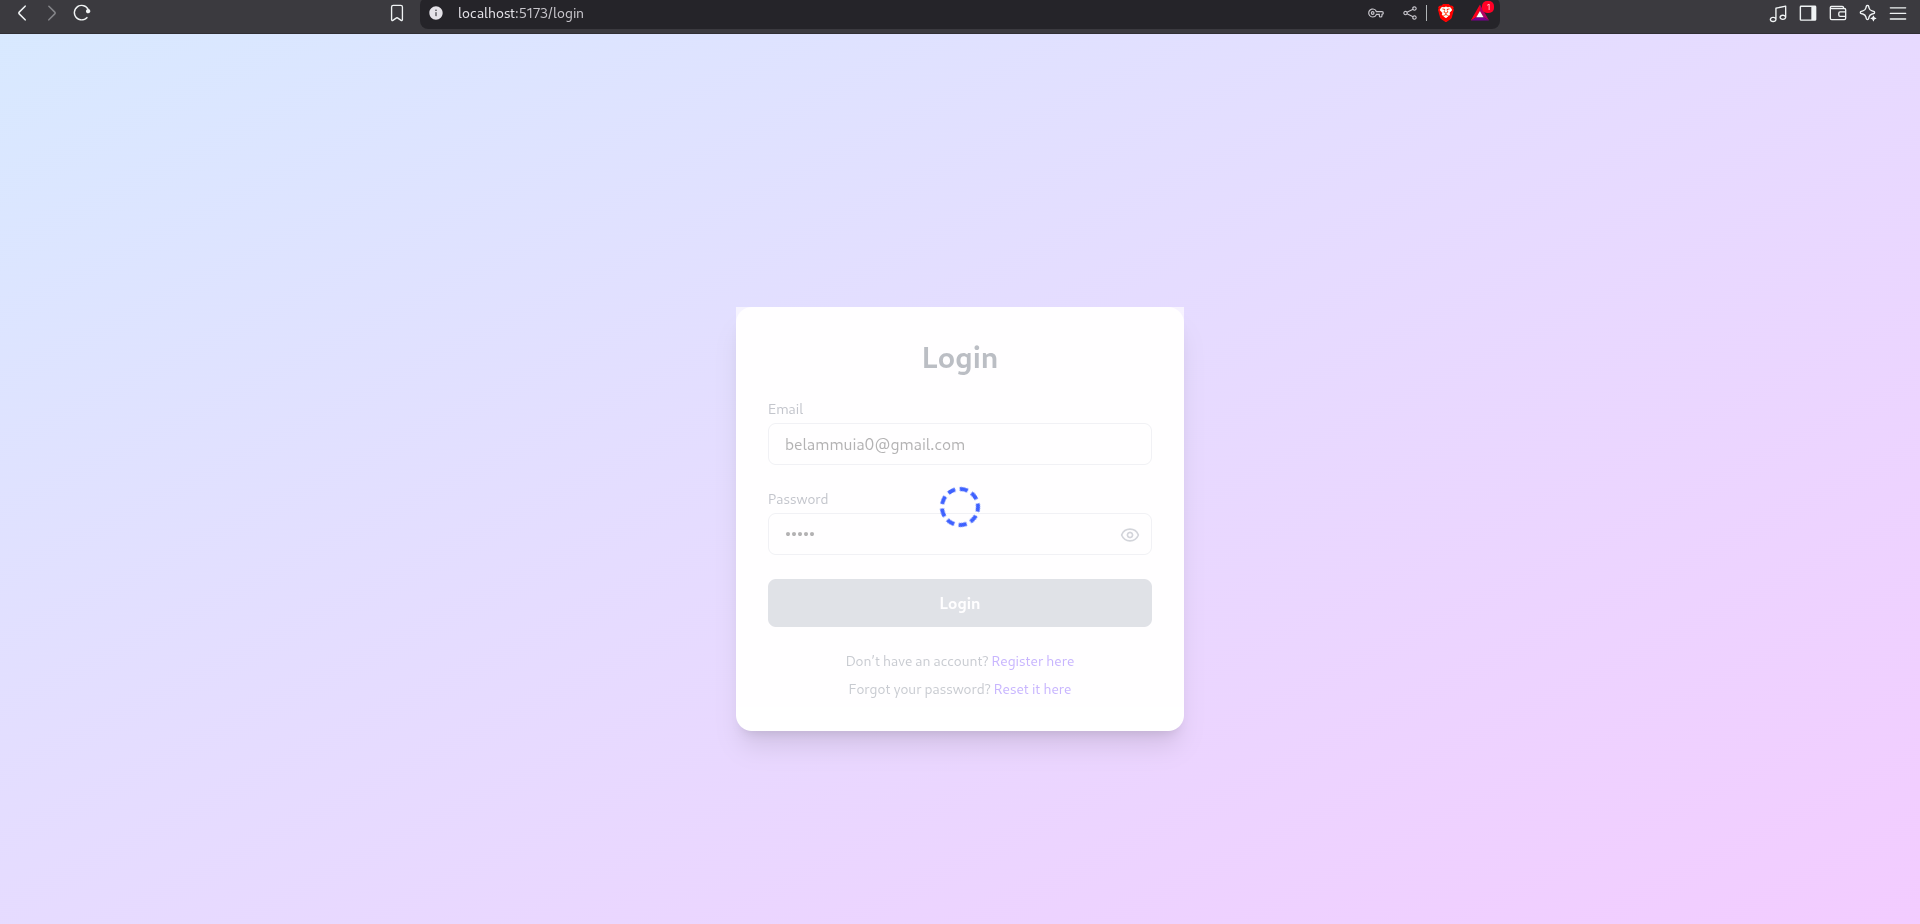 localhost:5173/login
1
Login
Email
belammuia0@gmail.com
Password
•••••
Login
Don't have an account? Register here
Forgot your password? Reset it here